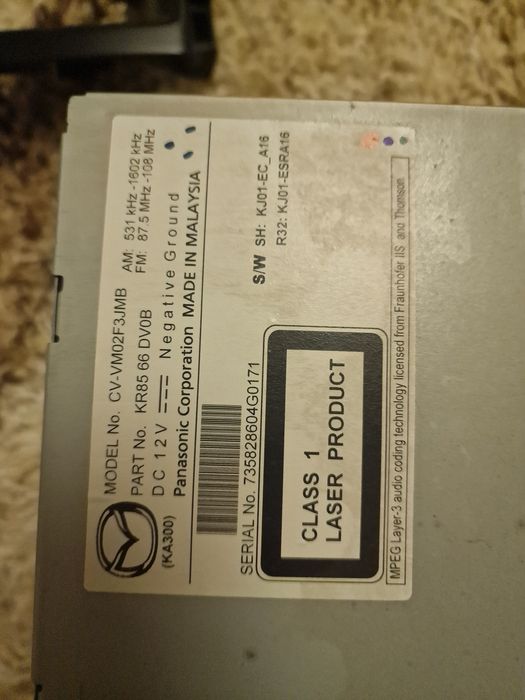 MODEL No. CV-VM02F3JMB AM: 531 kHz -1602 kHz
PART No. KR85 66 DV0B FM: 87.5 MHz -108 MHz
DC 12V Negative Ground
(KA300) Panasonic Corporation MADE IN MALAYSIA
SERIAL No. 735828604G0171
S/W SH: KJ01-EC_A16
R32: KJ01-ESRA16
CLASS 1
LASER PRODUCT
MPEG Layer-3 audio coding technology licensed from Fraunhofer IIS and Thomson